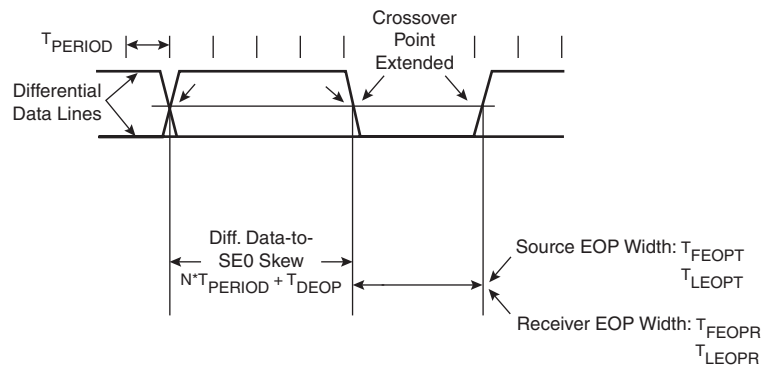 Crossover
Point
Extended
TPERIOD
Differential
Data Lines
Diff. Data-to-
SE0 Skew
N*TPERIOD + TDEOP
Source EOP Width: TFEOPT
TLEOPT
Receiver EOP Width: TFEOPR
TLEOPR